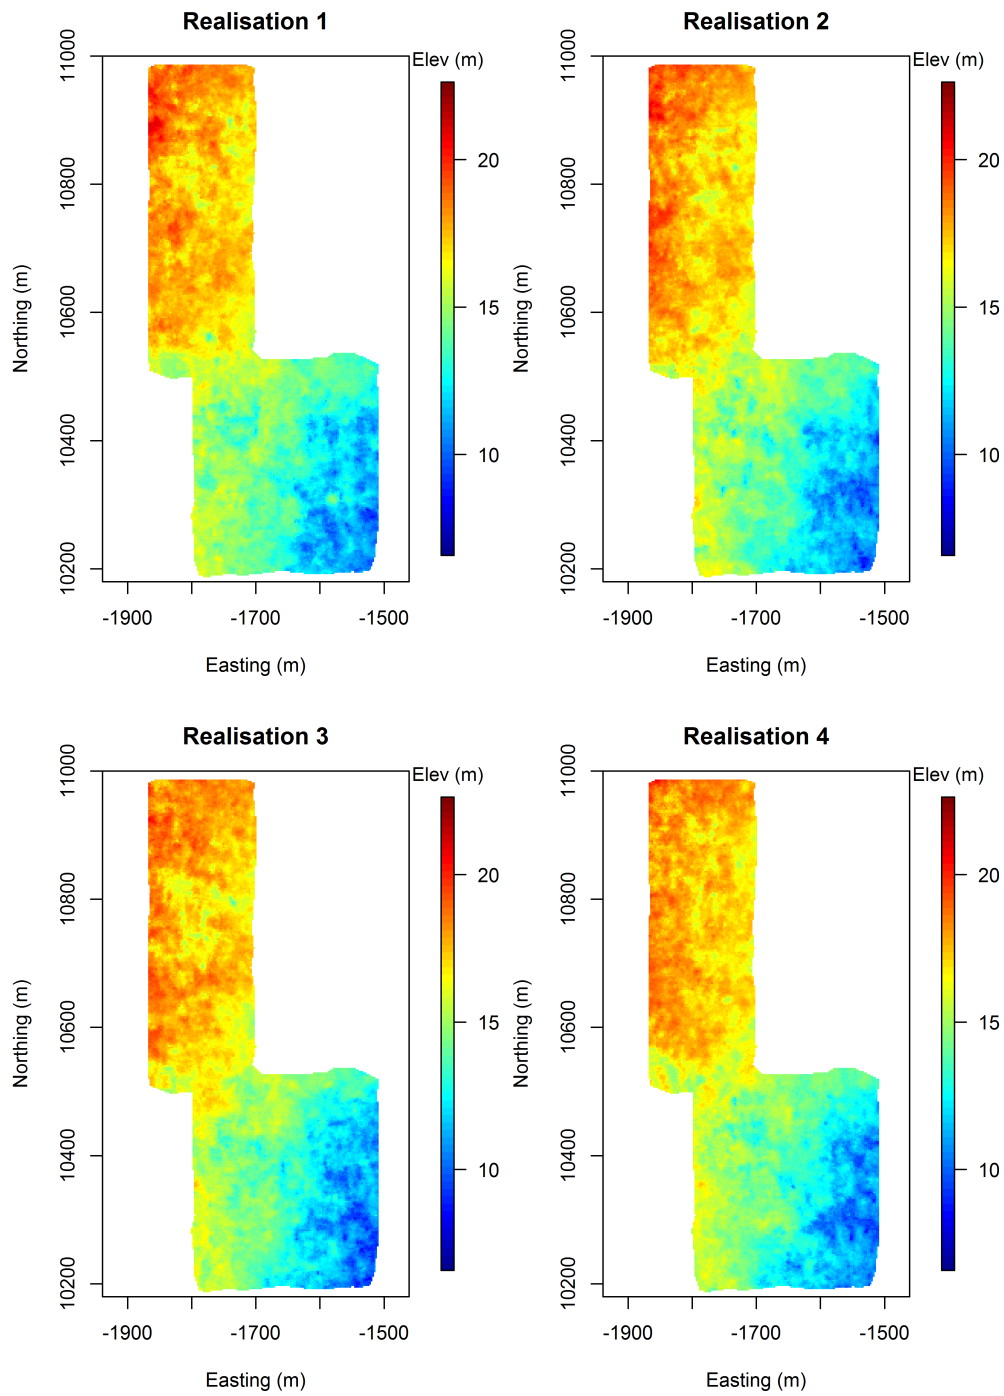 Realisation 1
Elev (m)
20
15
10
11000
10800
10600
10400
10200
Northing (m)
-1900
-1700
-1500
Easting (m)
Realisation 2
Elev (m)
20
15
10
11000
10800
10600
10400
10200
Northing (m)
-1900
-1700
-1500
Easting (m)
Realisation 3
Elev (m)
20
15
10
11000
10800
10600
10400
10200
Northing (m)
-1900
-1700
-1500
Easting (m)
Realisation 4
Elev (m)
20
15
10
11000
10800
10600
10400
10200
Northing (m)
-1900
-1700
-1500
Easting (m)